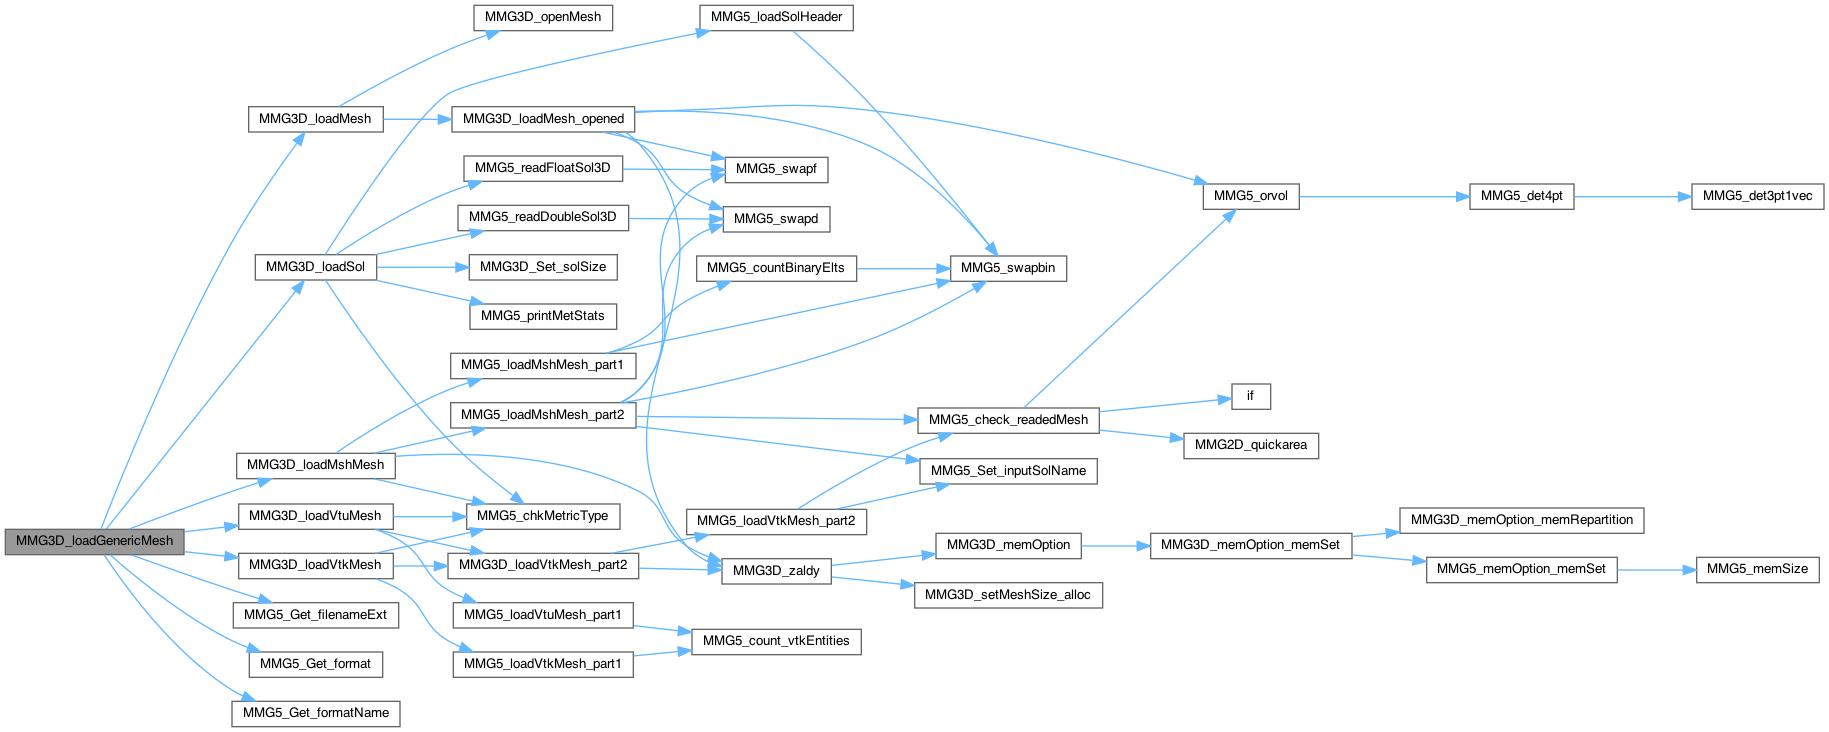 MMG3D_openMesh
MMG5_loadSolHeader
MMG3D_loadMesh
MMG3D_loadMesh_opened
MMG5_readFloatSol3D
MMG5_swapf
MMG5_orvol
MMG5_det4pt
MMG5_det3pt1vec
MMG5_readDoubleSol3D
MMG5_swapd
MMG3D_loadSol
MMG3D_Set_solSize
MMG5_countBinaryElts
MMG5_swapbin
MMG5_printMetStats
MMG5_loadMshMesh_part1
MMG5_loadMshMesh_part2
MMG5_check_readedMesh
if
MMG2D_quickarea
MMG3D_loadMshMesh
MMG5_Set_inputSolName
MMG3D_loadVtuMesh
MMG5_chkMetricType
MMG5_loadVtkMesh_part2
MMG3D_memOption_memRepartition
MMG3D_loadGenericMesh
MMG3D_loadVtkMesh
MMG3D_loadVtkMesh_part2
MMG3D_zaldy
MMG3D_memOption
MMG3D_memOption_memSet
MMG5_memOption_memSet
MMG5_memSize
MMG3D_setMeshSize_alloc
MMG5_Get_filenameExt
MMG5_loadVtuMesh_part1
MMG5_count_vtkEntities
MMG5_Get_format
MMG5_loadVtkMesh_part1
MMG5_Get_formatName